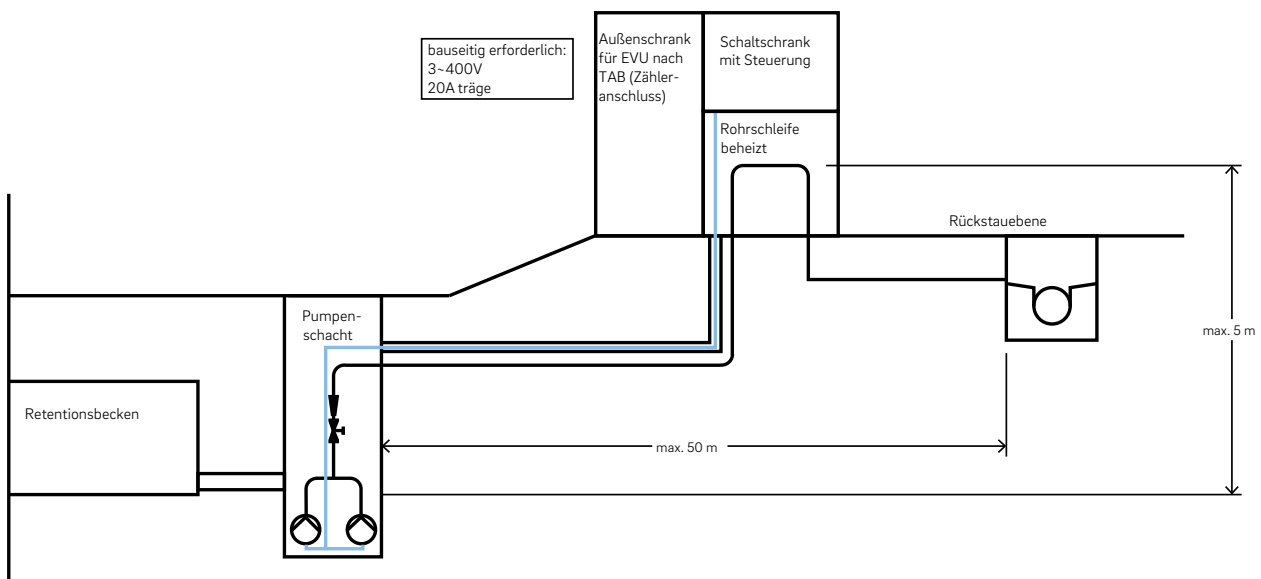 bauseitig erforderlich:
3~400V
20A träge
Außenschrank
für EVU nach
TAB (Zähler-
anschluss)
Schaltschrank
mit Steuerung
Rohrschleife
beheizt
Rückstauebene
Pumpen-
schacht
max. 5 m
Retentionsbecken
max. 50 m